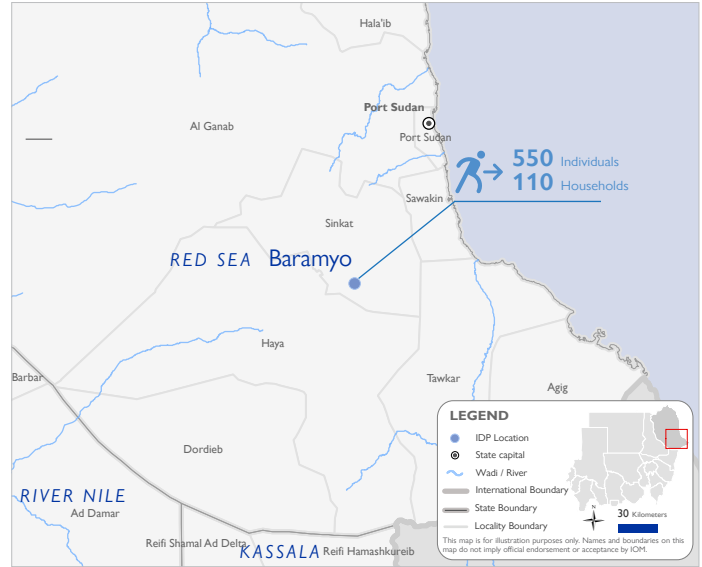 Hala'ib
Port Sudan
Al Ganab
Port Sudan
550 Individuals
110 Households
Sawakin
Sinkat
RED SEA
Baramyo
Haya
Barbar
Tawkar
Agig
Dordieb
RIVER NILE
Ad Damar
Reifi Shamal Ad Delta
KASSALA
Reifi Hamashkureib
LEGEND
IDP Location
State capital
Wadi / River
International Boundary
State Boundary
Locality Boundary
N
30 Kilometers
This map is for illustration purposes only. Names and boundaries on this
map do not imply official endorsement or acceptance by IOM.